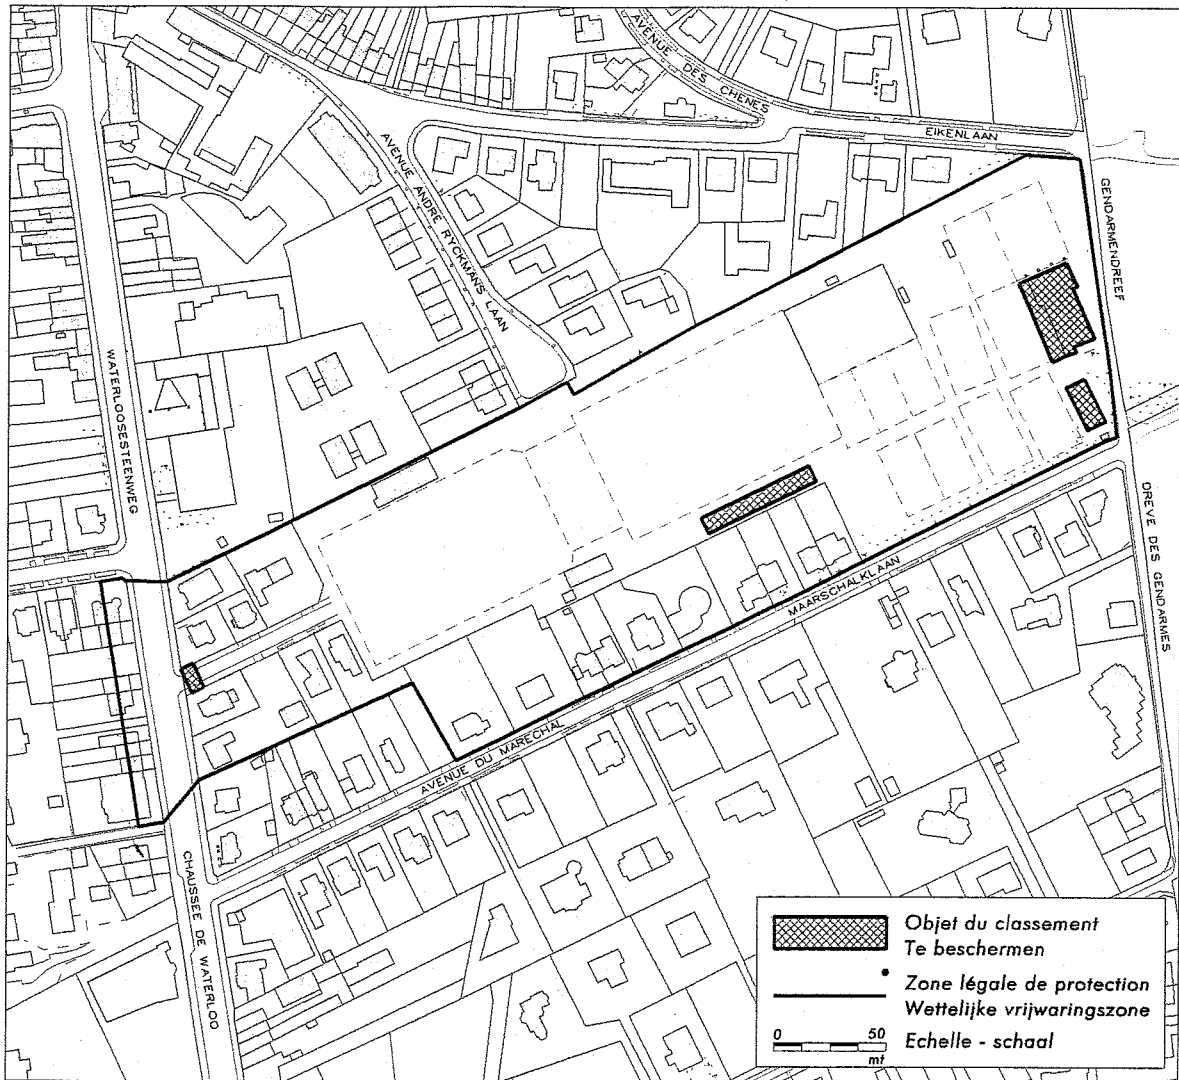 AVENUE DES CHENES
EIKENLAAN
AVENUE ANDRÉ RYCKMANS LAAN
GENDARMENDREEF
WATERLOOSESTEENWEG
DREVE DES GENDARMES
MAARSCHALKLAAN
AVENUE DU MARECHAL
CHAUSSEE DE WATERLOO
Objet du classement
Te beschermen
Zone légale de protection
Wettelijke vrijwaringszone
0 50
mt
Echelle - schaal